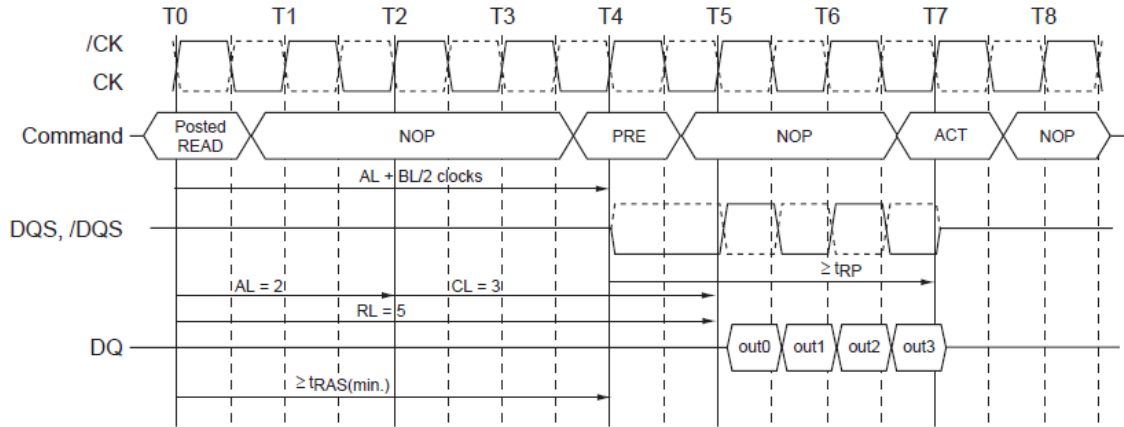 T0 T1 T2 T3 T4 T5 T6 T7 T8
/CK
CK
Command
Posted
READ
NOP
PRE
NOP
ACT
NOP
AL + BL/2 clocks
DQS, /DQS
≥ tRP
AL = 2
CL = 3
RL = 5
DQ
out0
out1
out2
out3
≥ tRAS(min.)